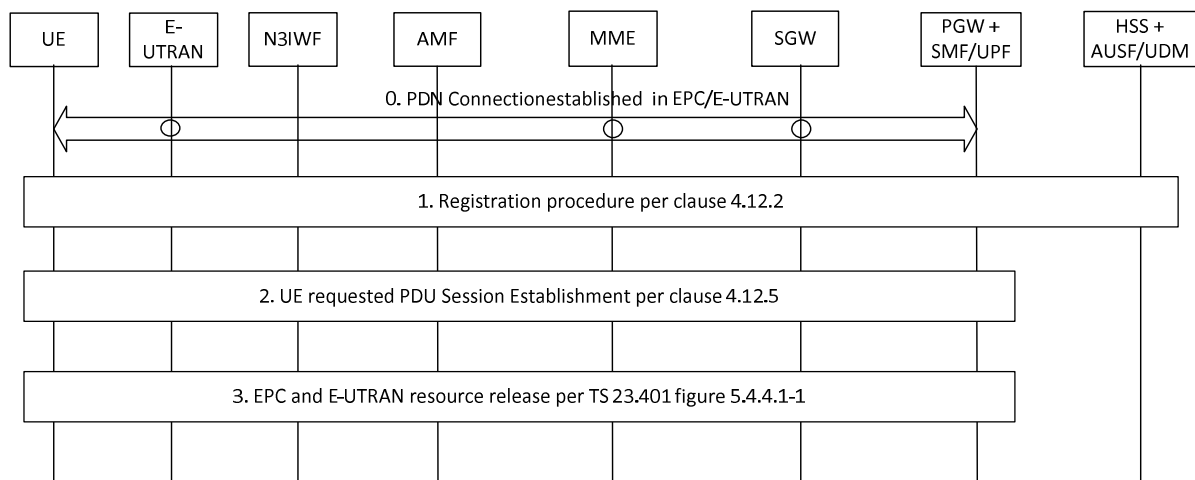 UE
E-
UTRAN
N3IWF
AMF
MME
SGW
PGW +
SMF/UPF
HSS +
AUSF/UDM
0. PDN Connectionestablished in EPC/E-UTRAN
1. Registration procedure per clause 4.12.2
2. UE requested PDU Session Establishment per clause 4.12.5
3. EPC and E-UTRAN resource release per TS 23.401 figure 5.4.4.1-1